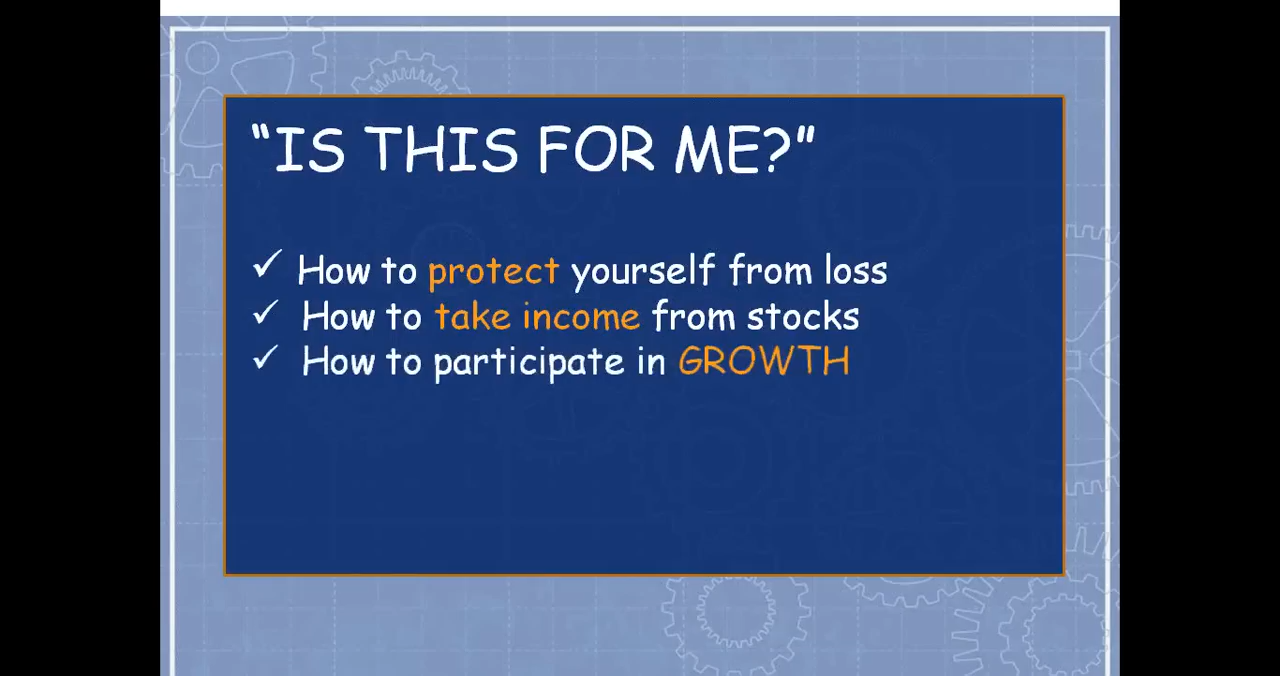 “IS THIS FOR ME?”
✓ How to protect yourself from loss
✓ How to take income from stocks
✓ How to participate in GROWTH